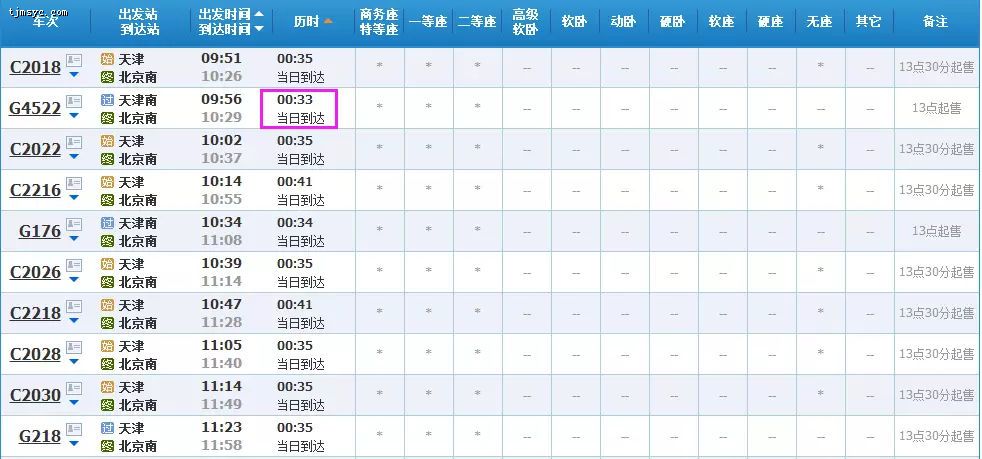 tjmsyc.com
车次 出发站 出发时间 历时 商务座 一等座 二等座 高级 软卧 动卧 硬卧 软座 硬座 无座 其它 备注
到达站 到达时间 特等座 软卧
C2018 始 天津 09:51 00:35 * * * -- -- -- -- -- -- * -- 13点30分起售
终 北京南 10:26 当日到达
G4522 过 天津南 09:56 00:33 * * * -- -- -- -- -- -- -- -- 13点起售
终 北京南 10:29 当日到达
C2022 始 天津 10:02 00:35 * * * -- -- -- -- -- -- * -- 13点30分起售
终 北京南 10:37 当日到达
C2216 始 天津 10:14 00:41 * * * -- -- -- -- -- -- * -- 13点30分起售
终 北京南 10:55 当日到达
G176 过 天津南 10:34 00:34 * * * -- -- -- -- -- -- -- -- 13点起售
终 北京南 11:08 当日到达
C2026 始 天津 10:39 00:35 * * * -- -- -- -- -- -- * -- 13点30分起售
终 北京南 11:14 当日到达
C2218 始 天津 10:47 00:41 * * * -- -- -- -- -- -- * -- 13点30分起售
终 北京南 11:28 当日到达
C2028 始 天津 11:05 00:35 * * * -- -- -- -- -- -- * -- 13点30分起售
终 北京南 11:40 当日到达
C2030 始 天津 11:14 00:35 * * * -- -- -- -- -- -- * -- 13点30分起售
终 北京南 11:49 当日到达
G218 过 天津 11:23 00:35 * * * -- -- -- -- -- -- -- -- 13点30分起售
终 北京南 11:58 当日到达